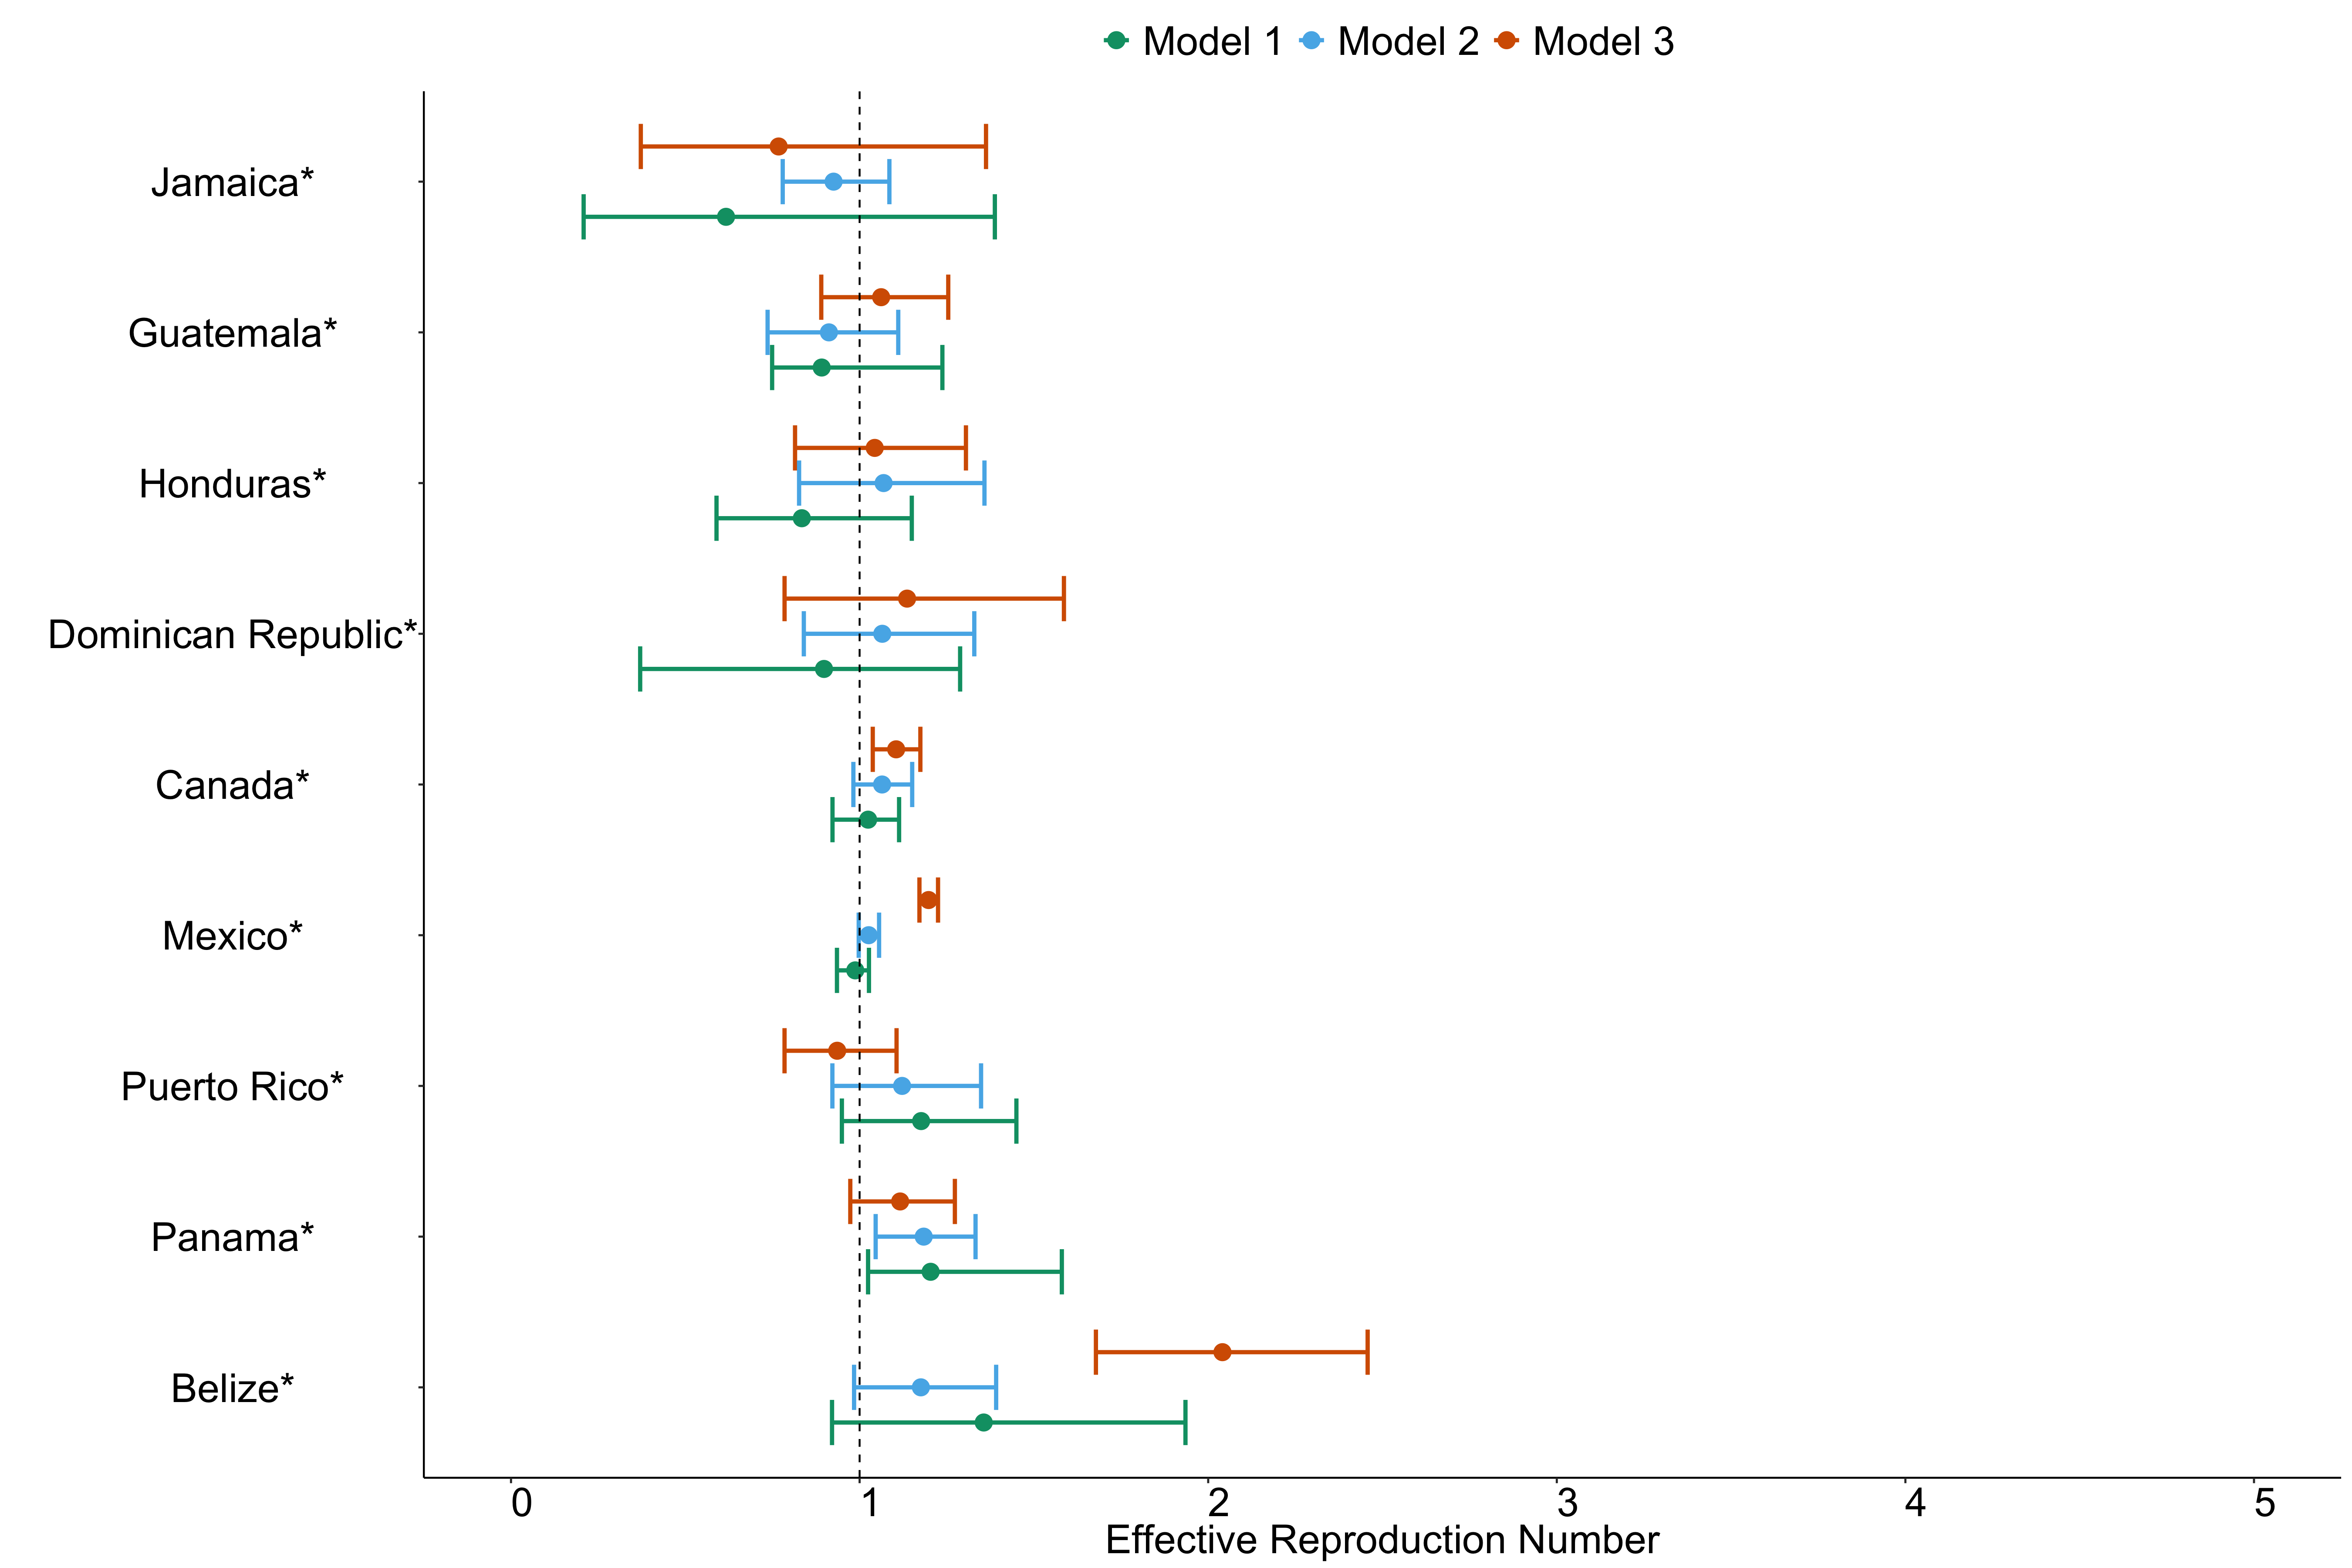 Model 1 Model 2 Model 3
Jamaica*
Guatemala*
Honduras*
Dominican Republic*
Canada*
Mexico*
Puerto Rico*
Panama*
Belize*
0 1 2 3 4 5
Effective Reproduction Number